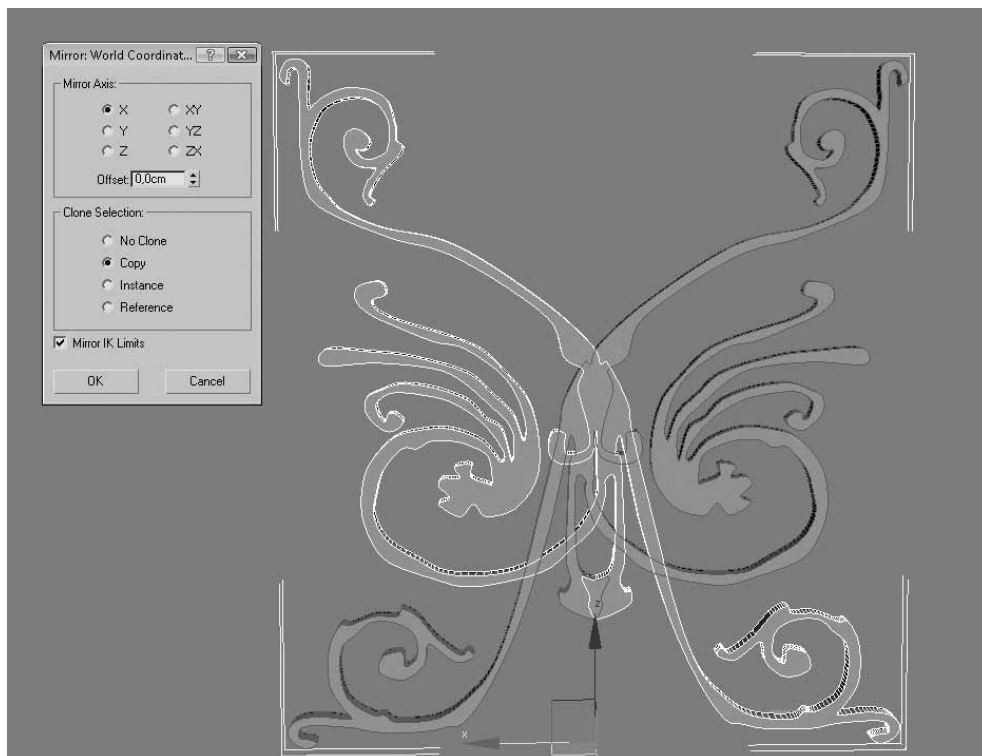 Mirror: World Coordinat...
Mirror Axis:
X XY
Y YZ
Z ZX
Offset: 0,0cm
Clone Selection:
No Clone
Copy
Instance
Reference
Mirror IK Limits
OK Cancel
Z
X